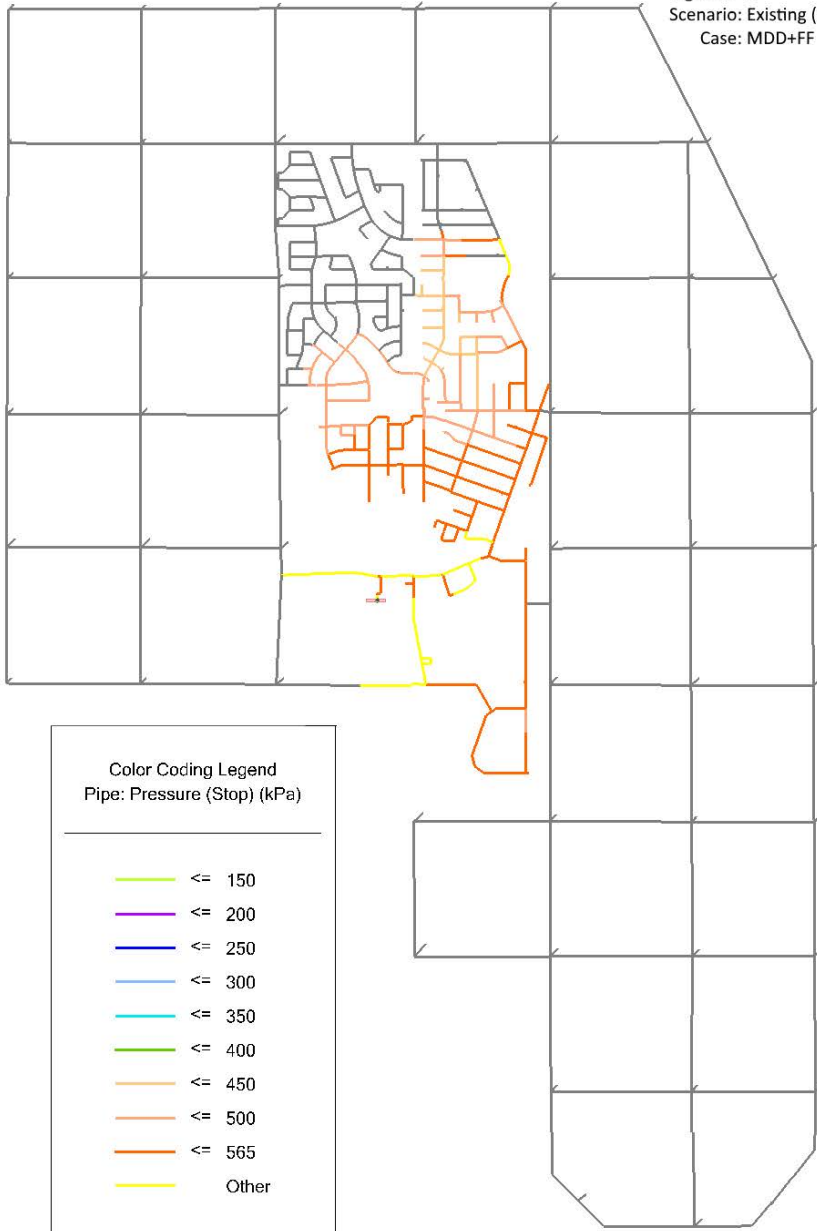 Scenario: Existing (
Case: MDD+FF
Color Coding Legend
Pipe: Pressure (Stop) (kPa)
<= 150
<= 200
<= 250
<= 300
<= 350
<= 400
<= 450
<= 500
<= 565
Other